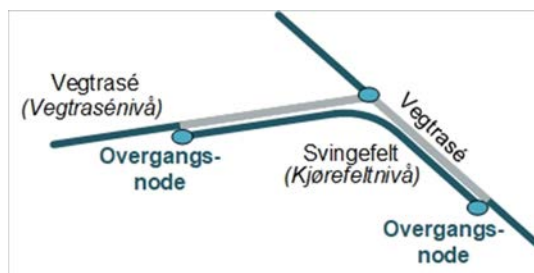 Vegtrasé
(Vegtrasénivå)
Overgangs-
node
Svingefelt
(Kjørefeltnivå)
Vegtrasé
Overgangs-
node